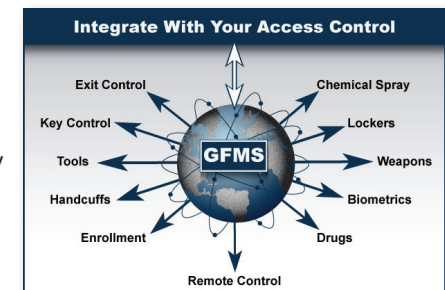 Integrate With Your Access Control
Exit Control
Chemical Spray
Key Control
Lockers
GFMS
Tools
Weapons
Handcuffs
Biometrics
Enrollment
Drugs
Remote Control